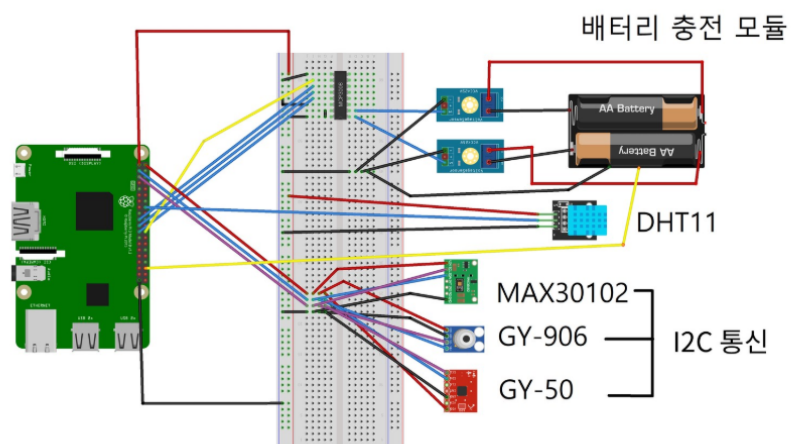 배터리 충전 모듈
AA Battery
AA Battery
DHT11
MAX30102
GY-906
I2C 통신
GY-50